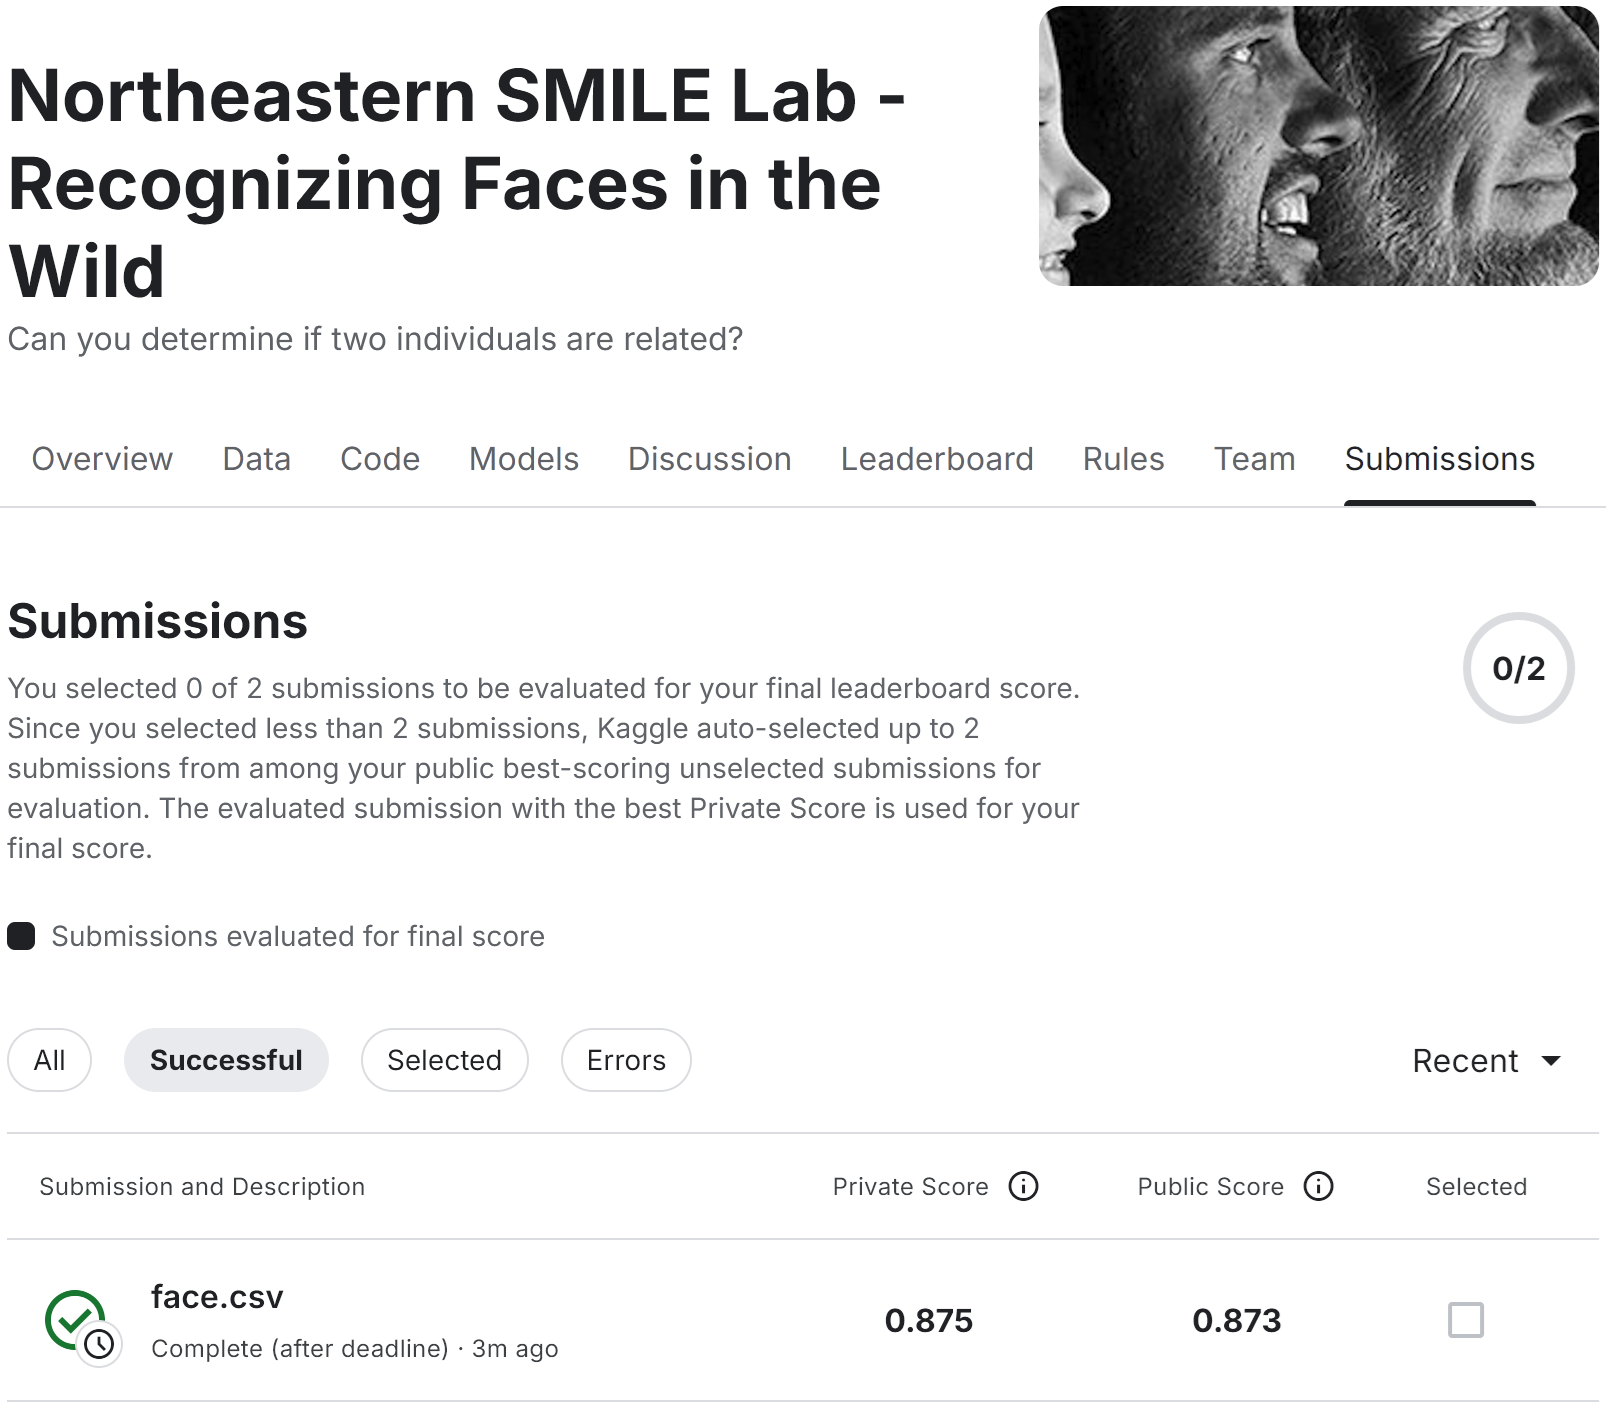 Northeastern SMILE Lab -
Recognizing Faces in the
Wild
Can you determine if two individuals are related?
Overview Data Code Models Discussion Leaderboard Rules Team Submissions
Submissions
0/2
You selected 0 of 2 submissions to be evaluated for your final leaderboard score.
Since you selected less than 2 submissions, Kaggle auto-selected up to 2
submissions from among your public best-scoring unselected submissions for
evaluation. The evaluated submission with the best Private Score is used for your
final score.
Submissions evaluated for final score
All Successful Selected Errors Recent
Submission and Description Private Score Public Score Selected
face.csv
Complete (after deadline) · 3m ago
0.875 0.873